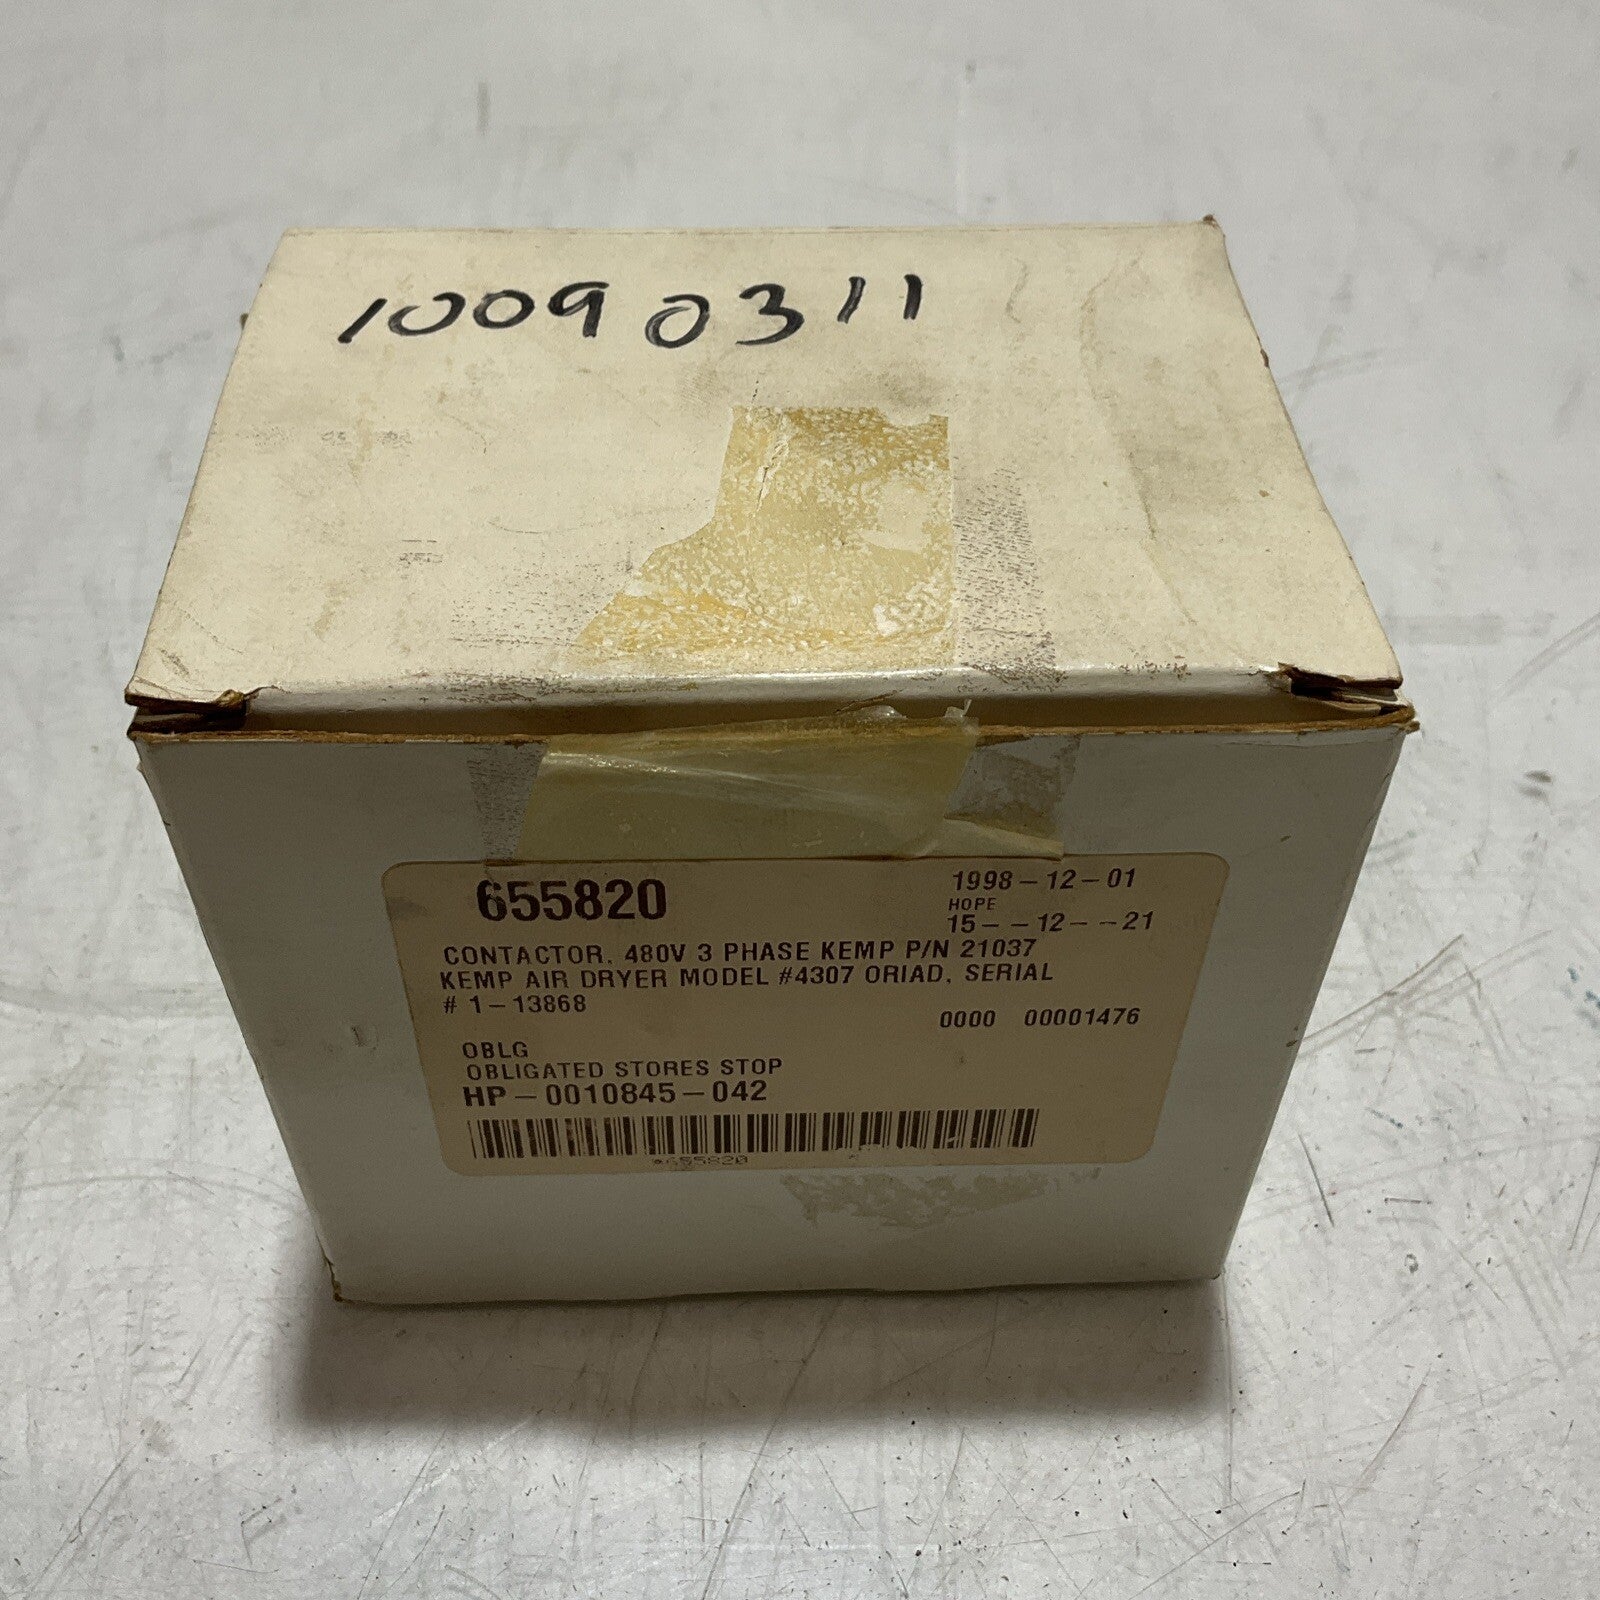 10090311
655820
1998-12-01
HOPE
15--12--21
CONTACTOR, 480V 3 PHASE KEMP P/N 21037
KEMP AIR DRYER MODEL #4307 ORIAD, SERIAL
# 1-13868
0000 00001476
OBLG
OBLIGATED STORES STOP
HP-0010845-042
*655820